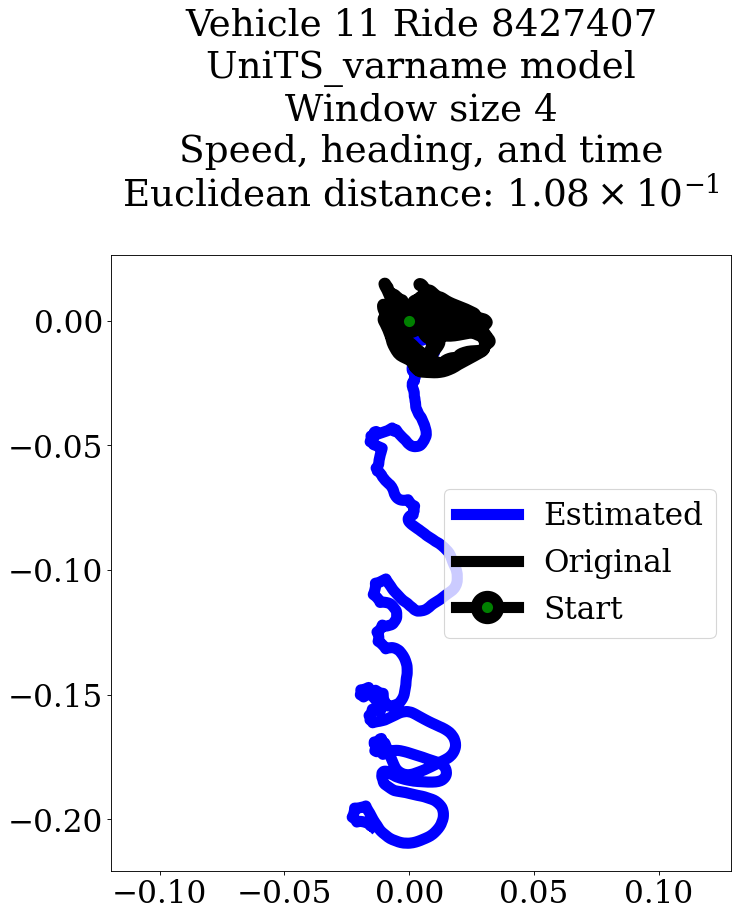 Vehicle 11 Ride 8427407
UniTS_varname model
Window size 4
Speed, heading, and time
Euclidean distance: 1.08 × 10⁻¹
0.00
−0.05
−0.10
−0.15
−0.20
Estimated
Original
Start
−0.10 −0.05 0.00 0.05 0.10